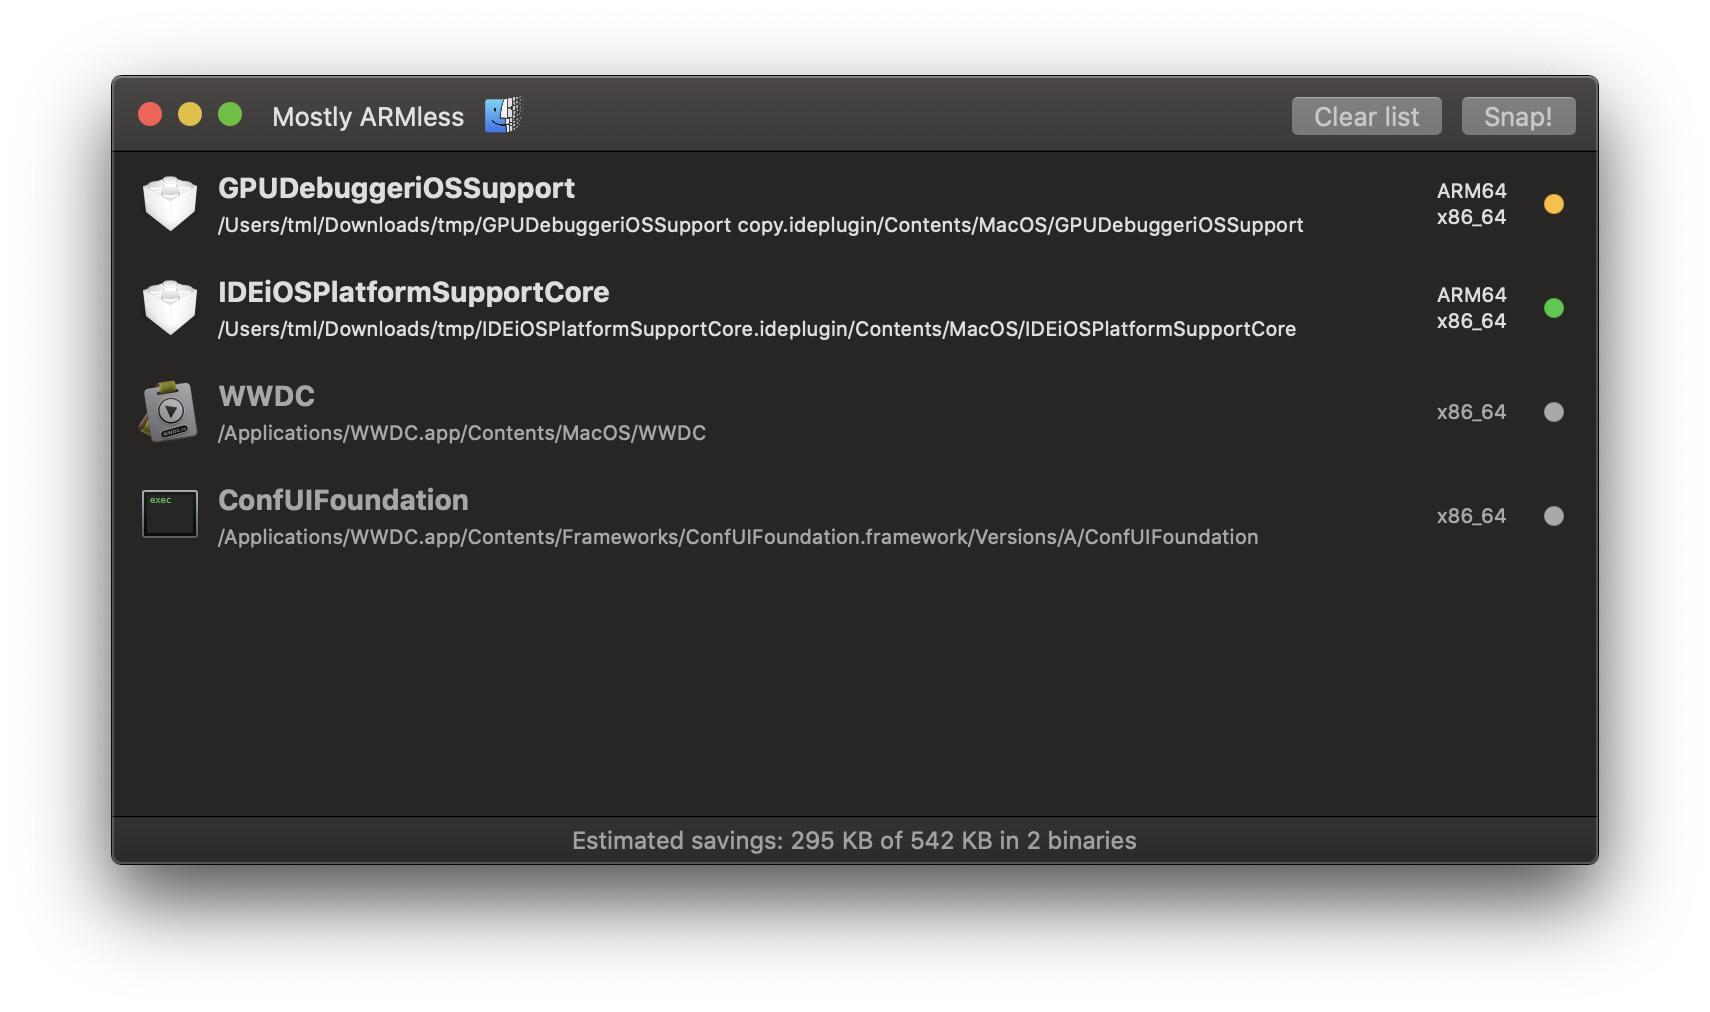 Mostly ARMless
Clear list
Snap!
GPUDebuggeriOSSupport
/Users/tml/Downloads/tmp/GPUDebuggeriOSSupport copy.ideplugin/Contents/MacOS/GPUDebuggeriOSSupport
ARM64
x86_64
IDEiOSPlatformSupportCore
/Users/tml/Downloads/tmp/IDEiOSPlatformSupportCore.ideplugin/Contents/MacOS/IDEiOSPlatformSupportCore
ARM64
x86_64
WWDC
/Applications/WWDC.app/Contents/MacOS/WWDC
x86_64
exec
ConfUIFoundation
/Applications/WWDC.app/Contents/Frameworks/ConfUIFoundation.framework/Versions/A/ConfUIFoundation
x86_64
Estimated savings: 295 KB of 542 KB in 2 binaries